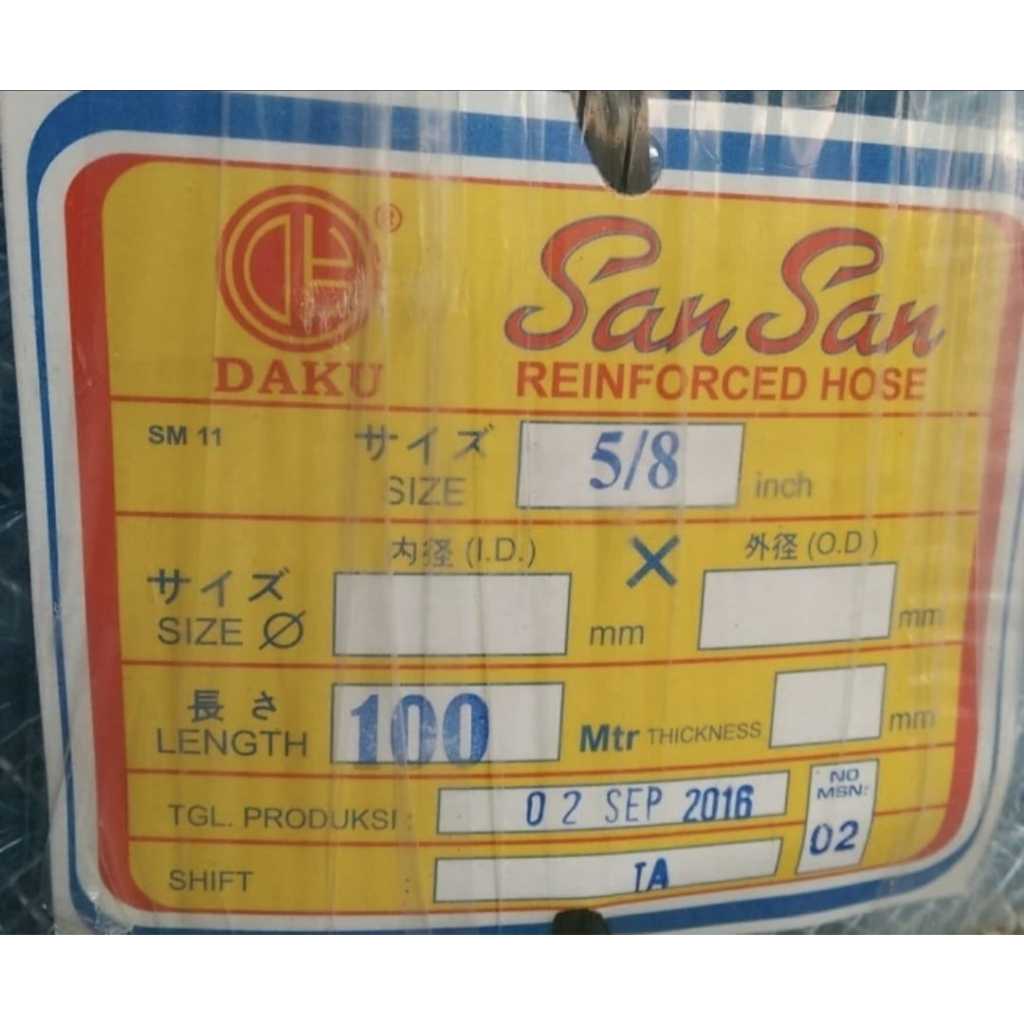 ®
DAKU
San San
REINFORCED HOSE
SM 11
サイズ
SIZE
5/8
inch
内径 (I.D.)
×
外径 (O.D)
サイズ
SIZE Ø
mm
mm
長さ
LENGTH
100
Mtr THICKNESS
mm
TGL. PRODUKSI :
02 SEP 2016
NO
MSN:
02
SHIFT :